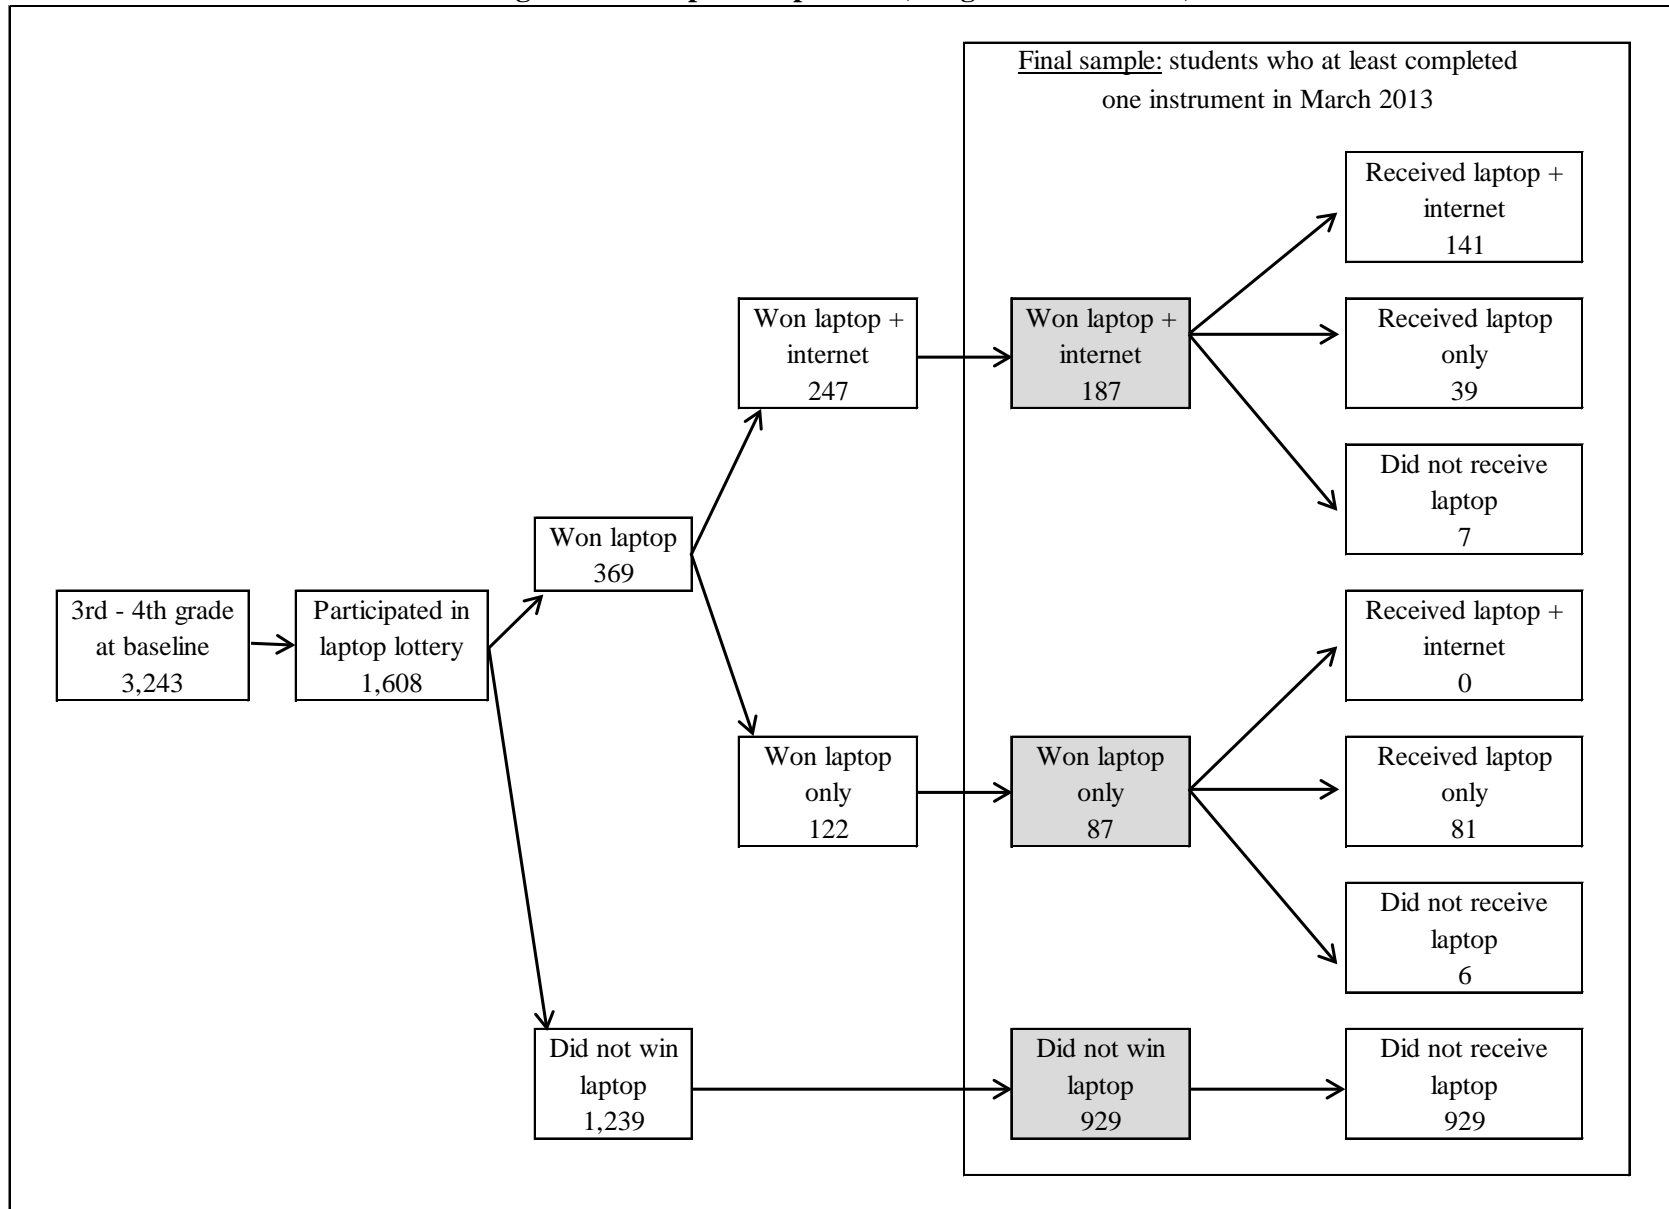 Final sample: students who at least completed
one instrument in March 2013
Received laptop +
internet
141
Won laptop +
internet
247
Won laptop +
internet
187
Received laptop
only
39
Did not receive
laptop
7
Won laptop
369
3rd - 4th grade
at baseline
3,243
Participated in
laptop lottery
1,608
Received laptop +
internet
0
Won laptop
only
122
Won laptop
only
87
Received laptop
only
81
Did not receive
laptop
6
Did not win
laptop
1,239
Did not win
laptop
929
Did not receive
laptop
929